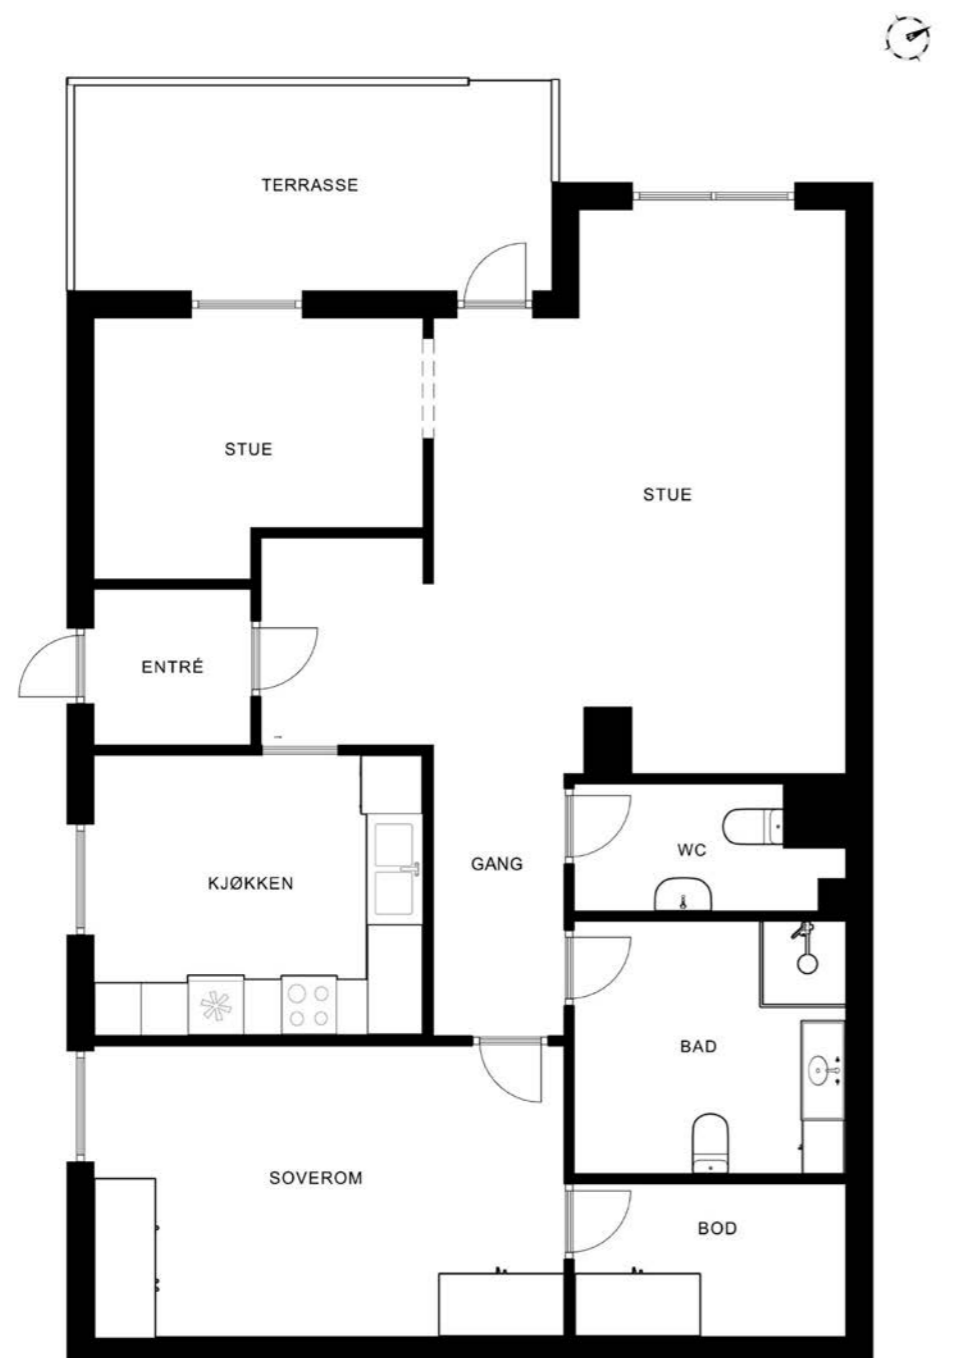 TERRASSE
STUE
STUE
ENTRÉ
KJØKKEN
GANG
WC
BAD
SOVEROM
BOD